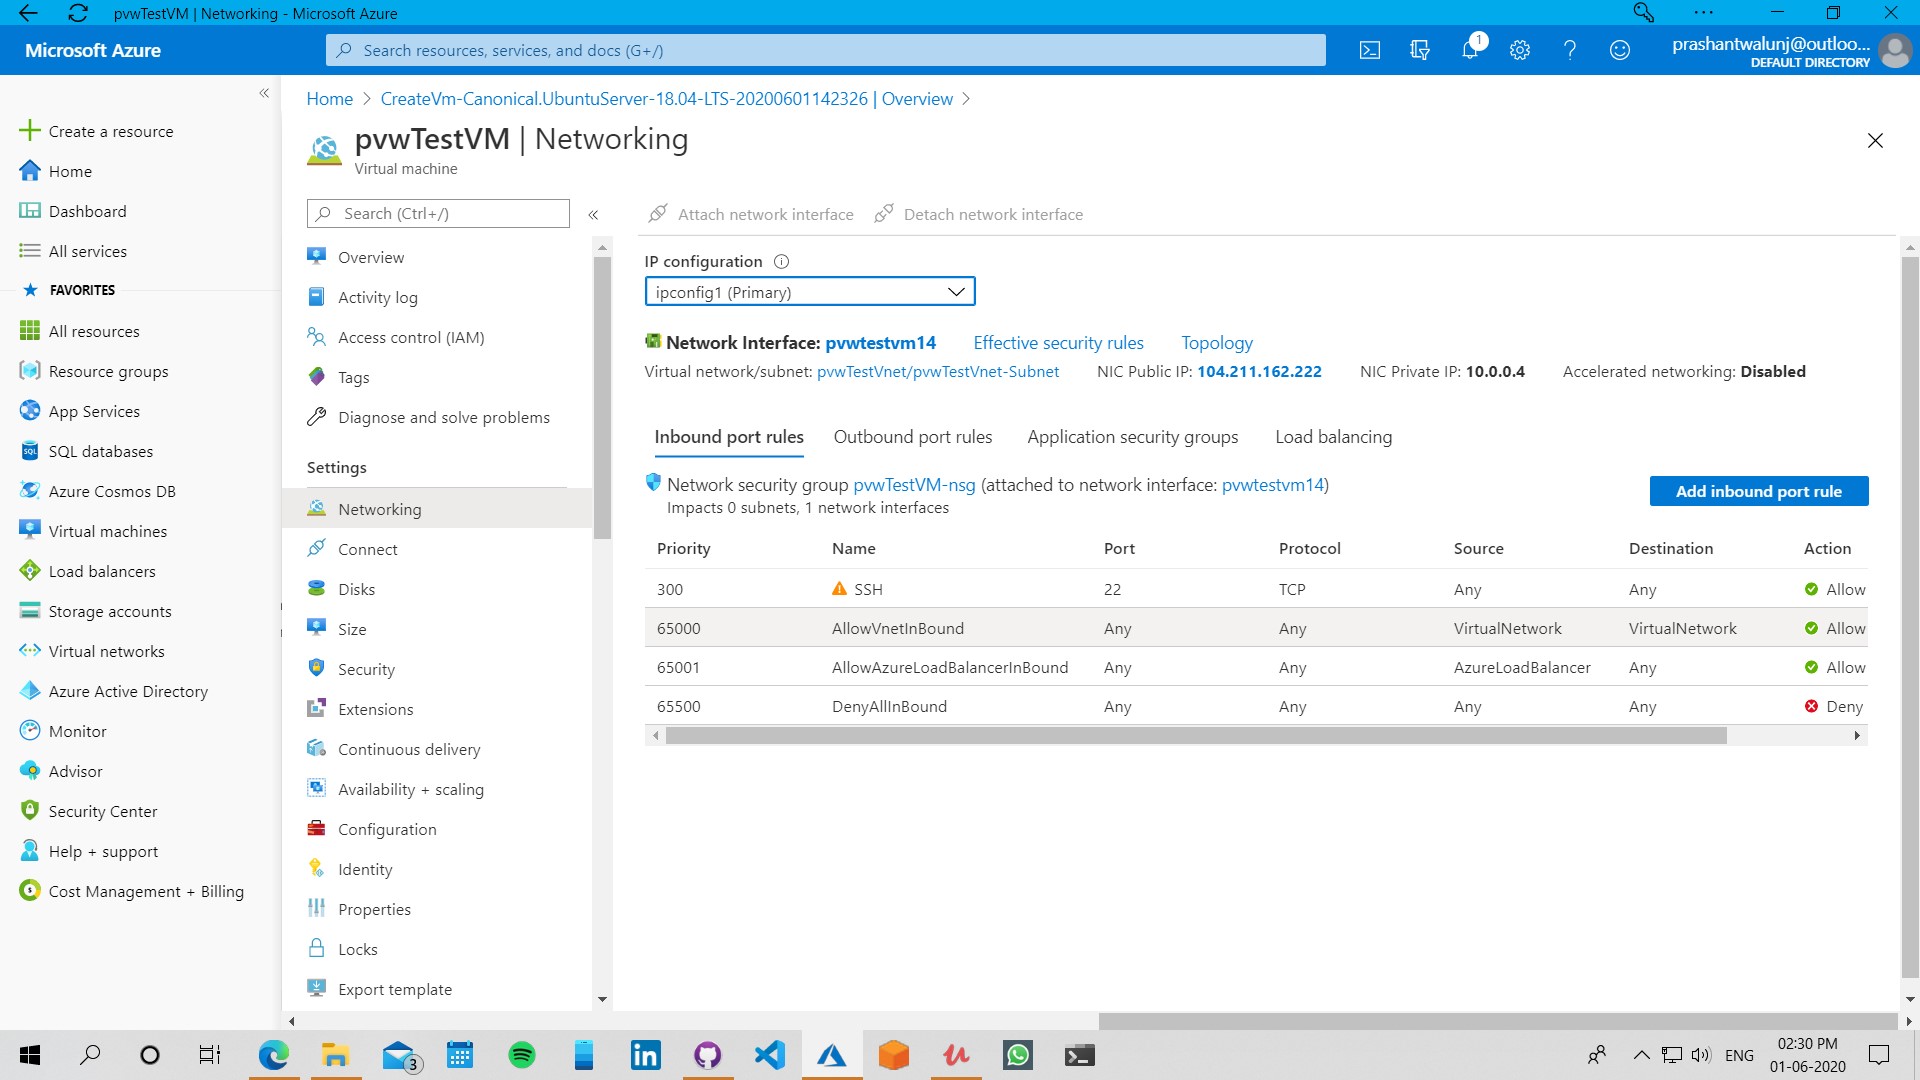 pvwTestVM | Networking - Microsoft Azure
Microsoft Azure
Search resources, services, and docs (G+/)
1
prashantwalunj@outloo...
DEFAULT DIRECTORY
Create a resource
Home
Dashboard
All services
FAVORITES
All resources
Resource groups
App Services
SQL databases
Azure Cosmos DB
Virtual machines
Load balancers
Storage accounts
Virtual networks
Azure Active Directory
Monitor
Advisor
Security Center
Help + support
Cost Management + Billing
Home > CreateVm-Canonical.UbuntuServer-18.04-LTS-20200601142326 | Overview >
pvwTestVM | Networking
Virtual machine
Search (Ctrl+/)
Overview
Activity log
Access control (IAM)
Tags
Diagnose and solve problems
Settings
Networking
Connect
Disks
Size
Security
Extensions
Continuous delivery
Availability + scaling
Configuration
Identity
Properties
Locks
Export template
Attach network interface Detach network interface
IP configuration
ipconfig1 (Primary)
Network Interface: pvwtestvm14 Effective security rules Topology
Virtual network/subnet: pvwTestVnet/pvwTestVnet-Subnet NIC Public IP: 104.211.162.222 NIC Private IP: 10.0.0.4 Accelerated networking: Disabled
Inbound port rules Outbound port rules Application security groups Load balancing
Network security group pvwTestVM-nsg (attached to network interface: pvwtestvm14)
Impacts 0 subnets, 1 network interfaces
Add inbound port rule
Priority Name Port Protocol Source Destination Action
300 SSH 22 TCP Any Any Allow
65000 AllowVnetInBound Any Any VirtualNetwork VirtualNetwork Allow
65001 AllowAzureLoadBalancerInBound Any Any AzureLoadBalancer Any Allow
65500 DenyAllInBound Any Any Any Any Deny
3
ENG
02:30 PM
01-06-2020